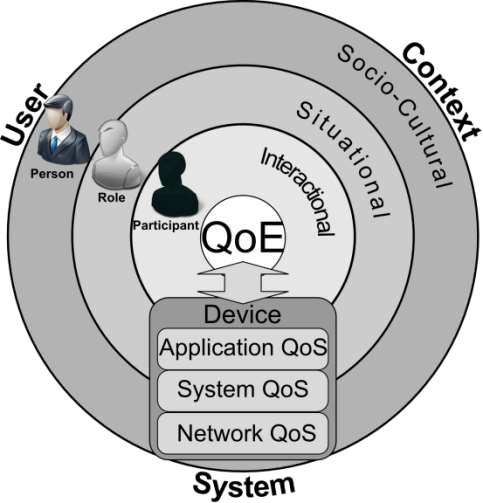 User
Context
Socio-Cultural
Situational
Interactional
Person
Role
Participant
QoE
Device
Application QoS
System QoS
Network QoS
System